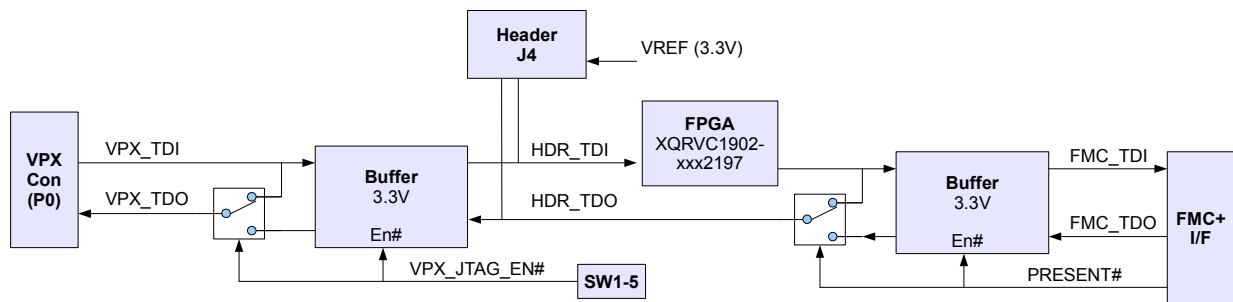 Header
J4
VREF (3.3V)
VPX
Con
(P0)
VPX_TDI
VPX_TDO
Buffer
3.3V
En#
HDR_TDI
HDR_TDO
FPGA
XQRVC1902-
xxx2197
Buffer
3.3V
En#
FMC_TDI
FMC_TDO
FMC+
I/F
VPX_JTAG_EN#
SW1-5
PRESENT#